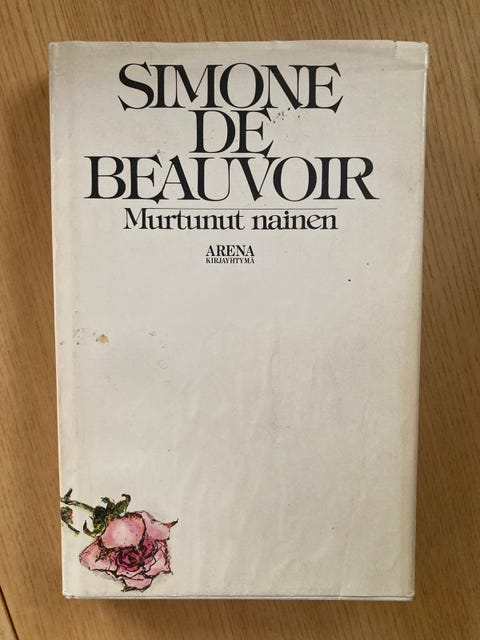 SIMONE
DE
BEAUVOIR
Murtunut nainen
ARENA
KIRJAYHTYMÄ